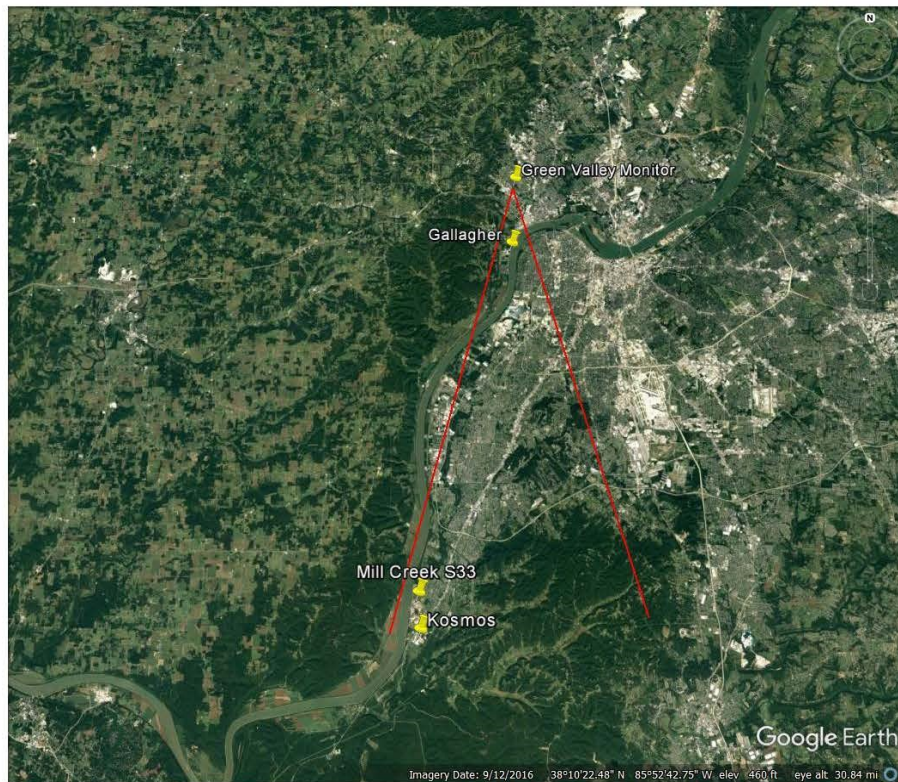 N
Green Valley Monitor
Gallagher
Mill Creek S33
Kosmos
Google Earth
Imagery Date: 9/12/2016 38°10'22.48" N 85°52'42.75" W elev 460 ft eye alt 30.84 mi